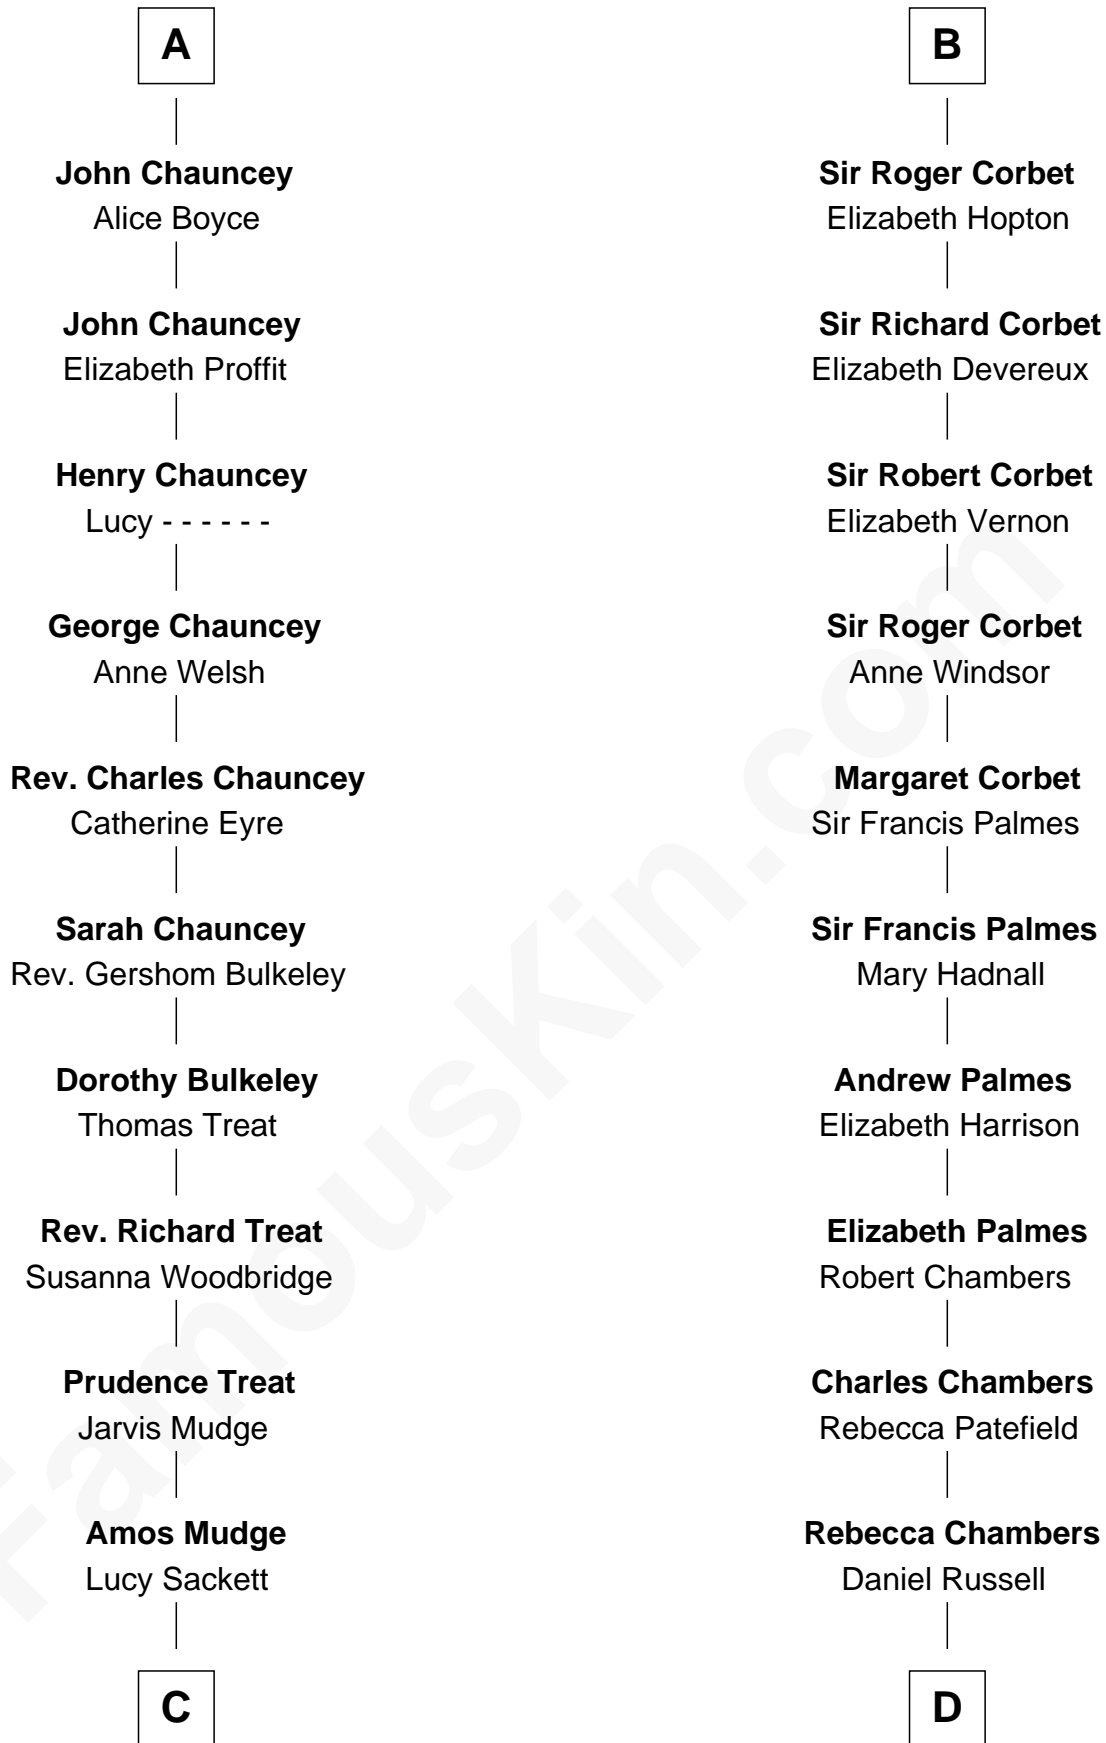 A
John Chauncey
Alice Boyce
John Chauncey
Elizabeth Proffit
Henry Chauncey
Lucy - - - - - -
George Chauncey
Anne Welsh
Rev. Charles Chauncey
Catherine Eyre
Sarah Chauncey
Rev. Gershom Bulkeley
Dorothy Bulkeley
Thomas Treat
Rev. Richard Treat
Susanna Woodbridge
Prudence Treat
Jarvis Mudge
Amos Mudge
Lucy Sackett
C
B
Sir Roger Corbet
Elizabeth Hopton
Sir Richard Corbet
Elizabeth Devereux
Sir Robert Corbet
Elizabeth Vernon
Sir Roger Corbet
Anne Windsor
Margaret Corbet
Sir Francis Palmes
Sir Francis Palmes
Mary Hadnall
Andrew Palmes
Elizabeth Harrison
Elizabeth Palmes
Robert Chambers
Charles Chambers
Rebecca Patefield
Rebecca Chambers
Daniel Russell
D
FamousKin.com